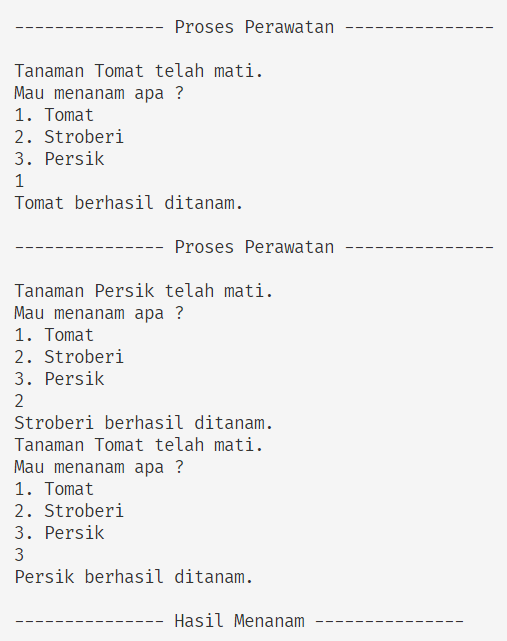 --------------- Proses Perawatan ---------------
Tanaman Tomat telah mati.
Mau menanam apa ?
1. Tomat
2. Stroberi
3. Persik
1
Tomat berhasil ditanam.
--------------- Proses Perawatan ---------------
Tanaman Persik telah mati.
Mau menanam apa ?
1. Tomat
2. Stroberi
3. Persik
2
Stroberi berhasil ditanam.
Tanaman Tomat telah mati.
Mau menanam apa ?
1. Tomat
2. Stroberi
3. Persik
3
Persik berhasil ditanam.
--------------- Hasil Menanam ---------------